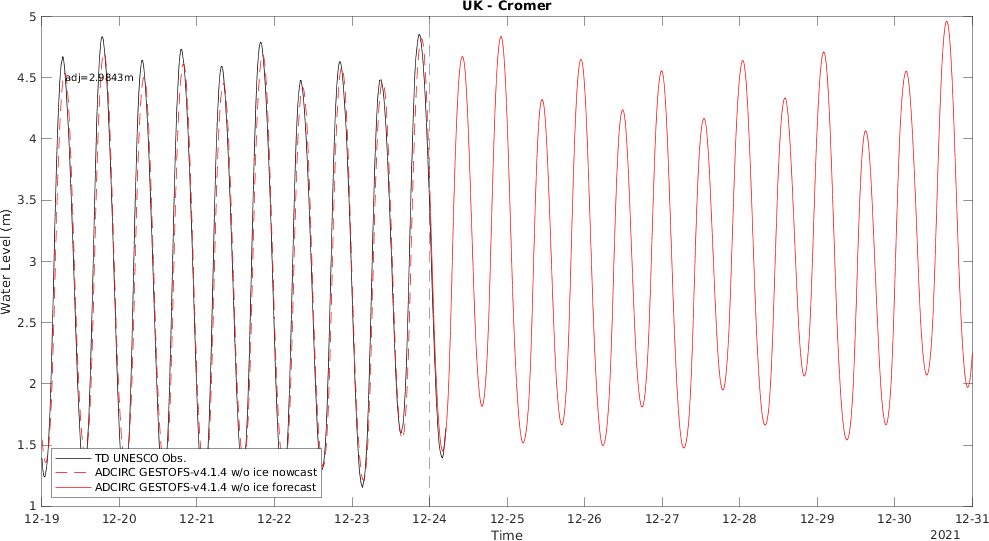 UK - Cromer
5
4.5
4
3.5
3
2.5
2
1.5
1
Water Level (m)
adj=2.9843m
TD UNESCO Obs.
ADCIRC GESTOFS-v4.1.4 w/o ice nowcast
ADCIRC GESTOFS-v4.1.4 w/o ice forecast
12-19 12-20 12-21 12-22 12-23 12-24 12-25 12-26 12-27 12-28 12-29 12-30 12-31
Time
2021